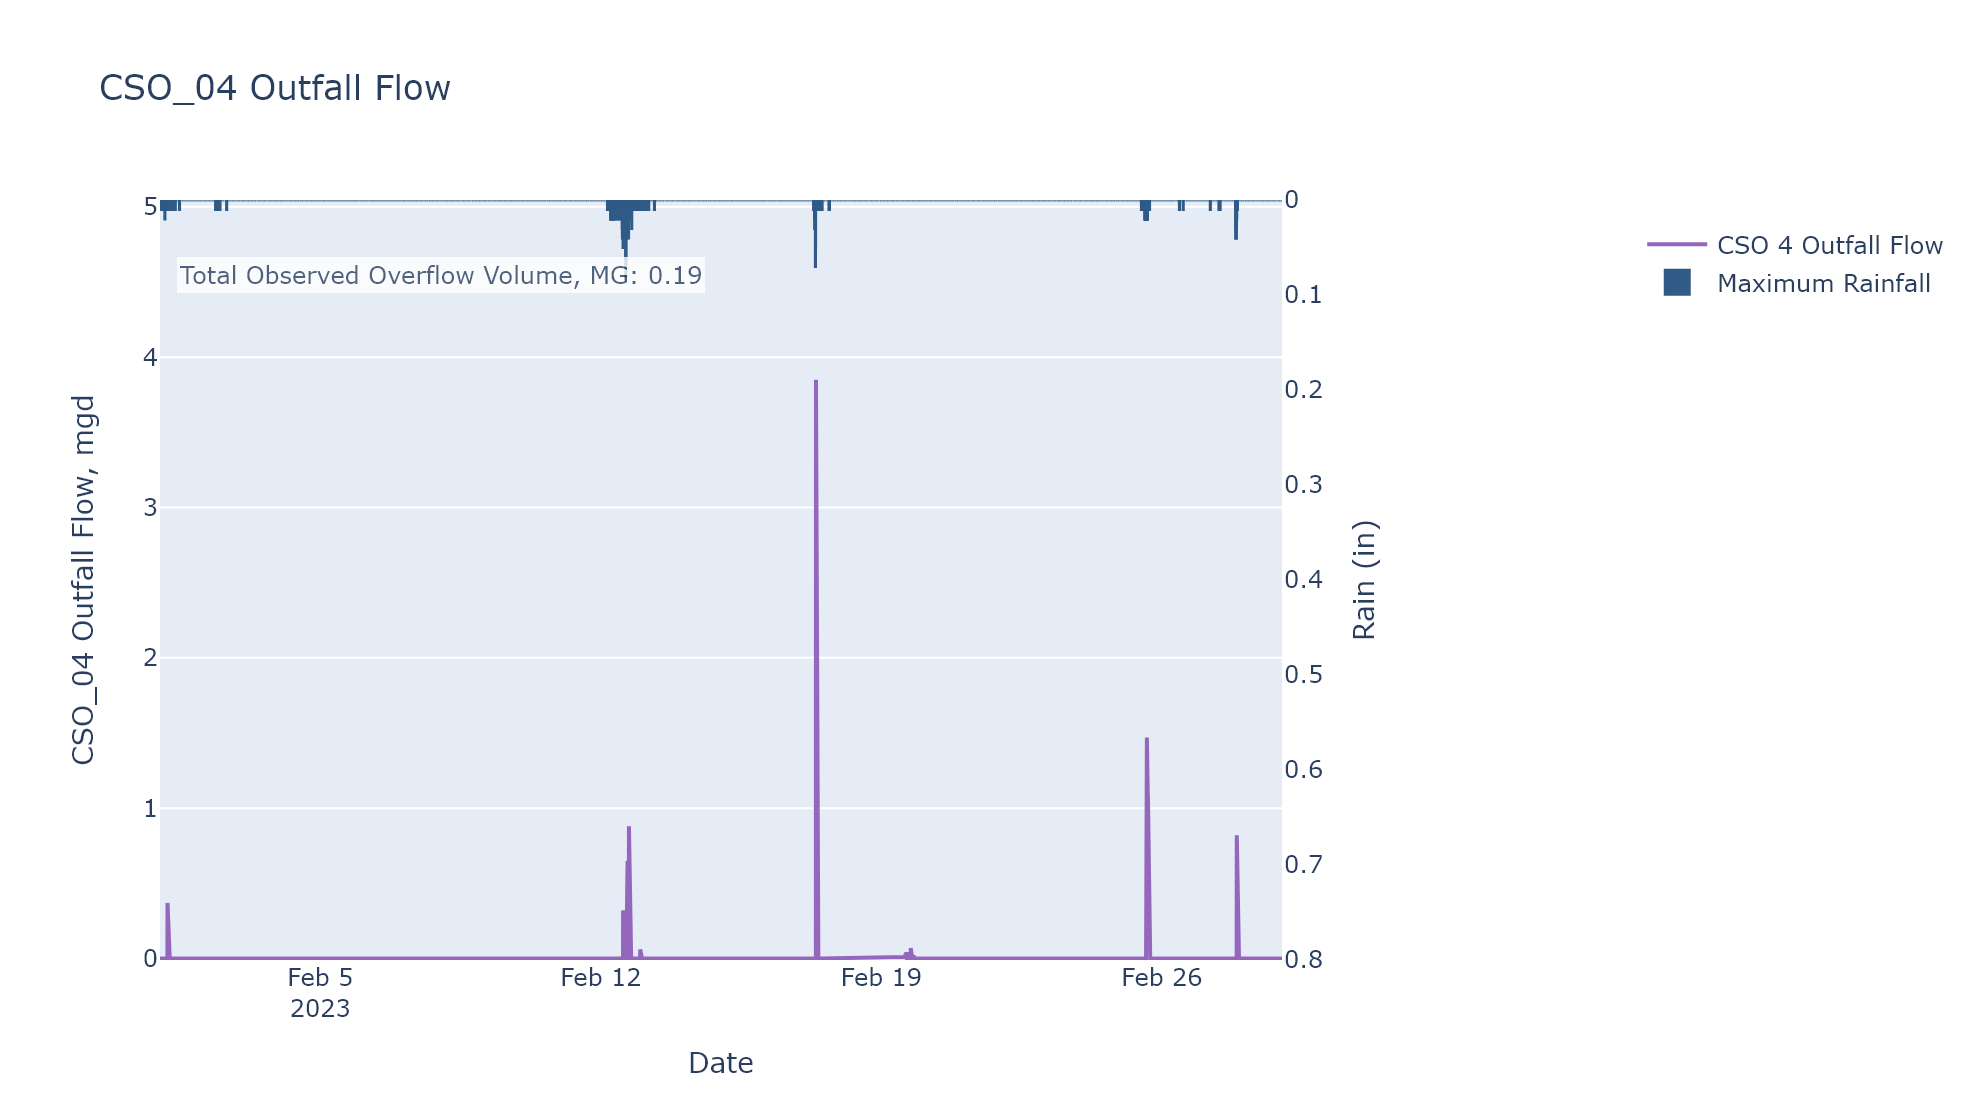 CSO_04 Outfall Flow
CSO 4 Outfall Flow
Maximum Rainfall
Total Observed Overflow Volume, MG: 0.19
CSO_04 Outfall Flow, mgd
5
4
3
2
1
0
0
0.1
0.2
0.3
0.4
0.5
0.6
0.7
0.8
Rain (in)
Feb 5
2023
Feb 12
Feb 19
Feb 26
Date